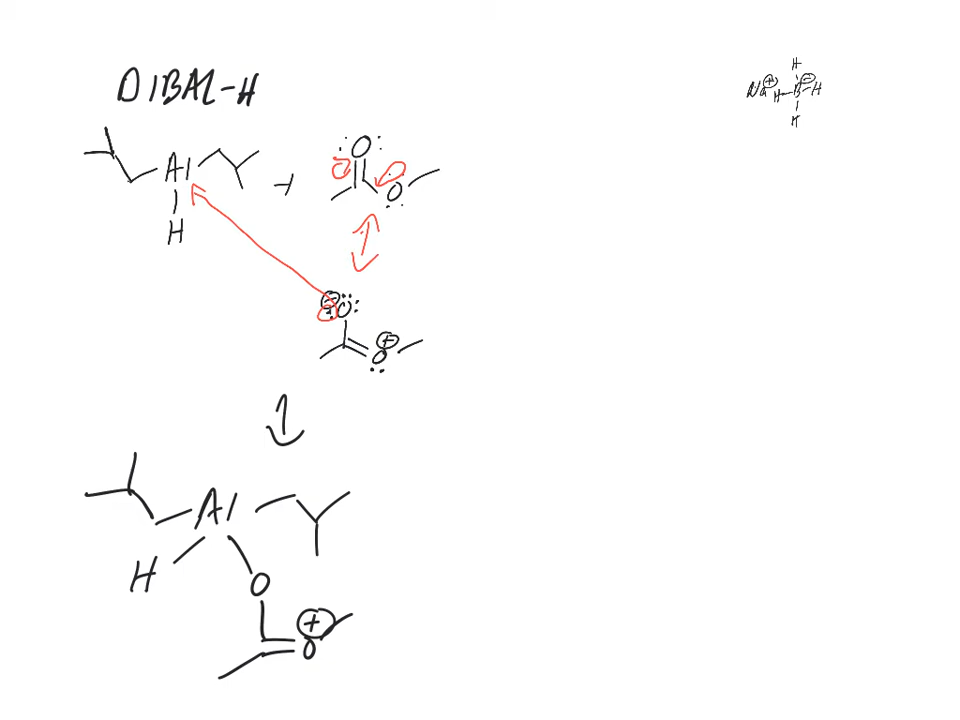 DIBAL-H
H
Na⊕ H-B⊖H
H
Al + O
O
H
⊖O
O⊕
Al
H O
O⊕